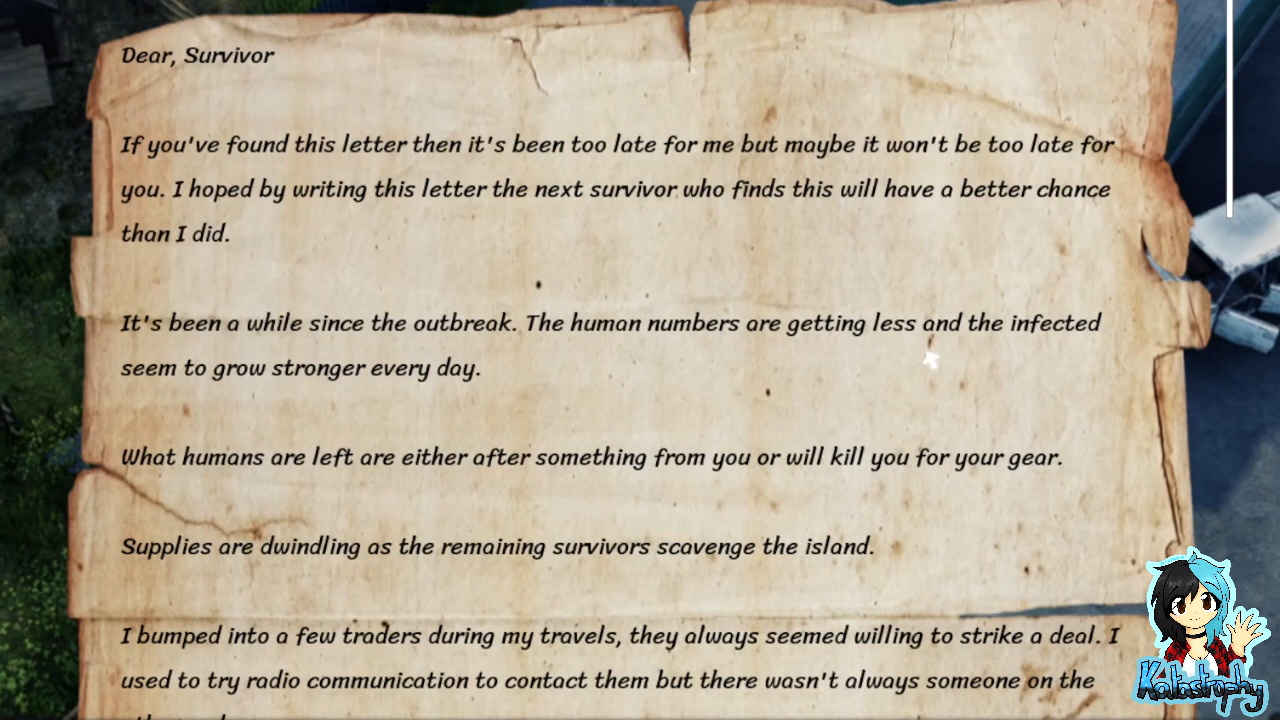 Dear, Survivor
If you've found this letter then it's been too late for me but maybe it won't be too late for
you. I hoped by writing this letter the next survivor who finds this will have a better chance
than I did.
It's been a while since the outbreak. The human numbers are getting less and the infected
seem to grow stronger every day.
What humans are left are either after something from you or will kill you for your gear.
Supplies are dwindling as the remaining survivors scavenge the island.
I bumped into a few traders during my travels, they always seemed willing to strike a deal. I
used to try radio communication to contact them but there wasn't always someone on the